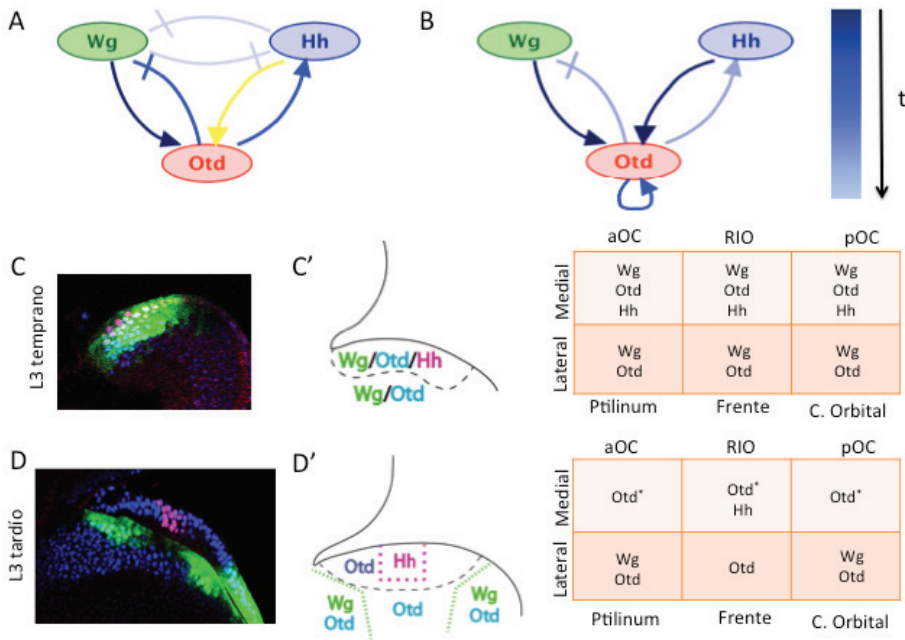 A
Wg
Hh
Otd
B
Wg
Hh
Otd
t
C
L3 temprano
C'
Wg/Otd/Hh
Wg/Otd
aOC
RIO
pOC
Medial
Wg
Otd
Hh
Wg
Otd
Hh
Wg
Otd
Hh
Lateral
Wg
Otd
Wg
Otd
Wg
Otd
Ptilinum
Frente
C. Orbital
D
L3 tardío
D'
Otd
Hh
Wg
Otd
Otd
Wg
Otd
aOC
RIO
pOC
Medial
Otd*
Otd*
Hh
Otd*
Lateral
Wg
Otd
Otd
Wg
Otd
Ptilinum
Frente
C. Orbital